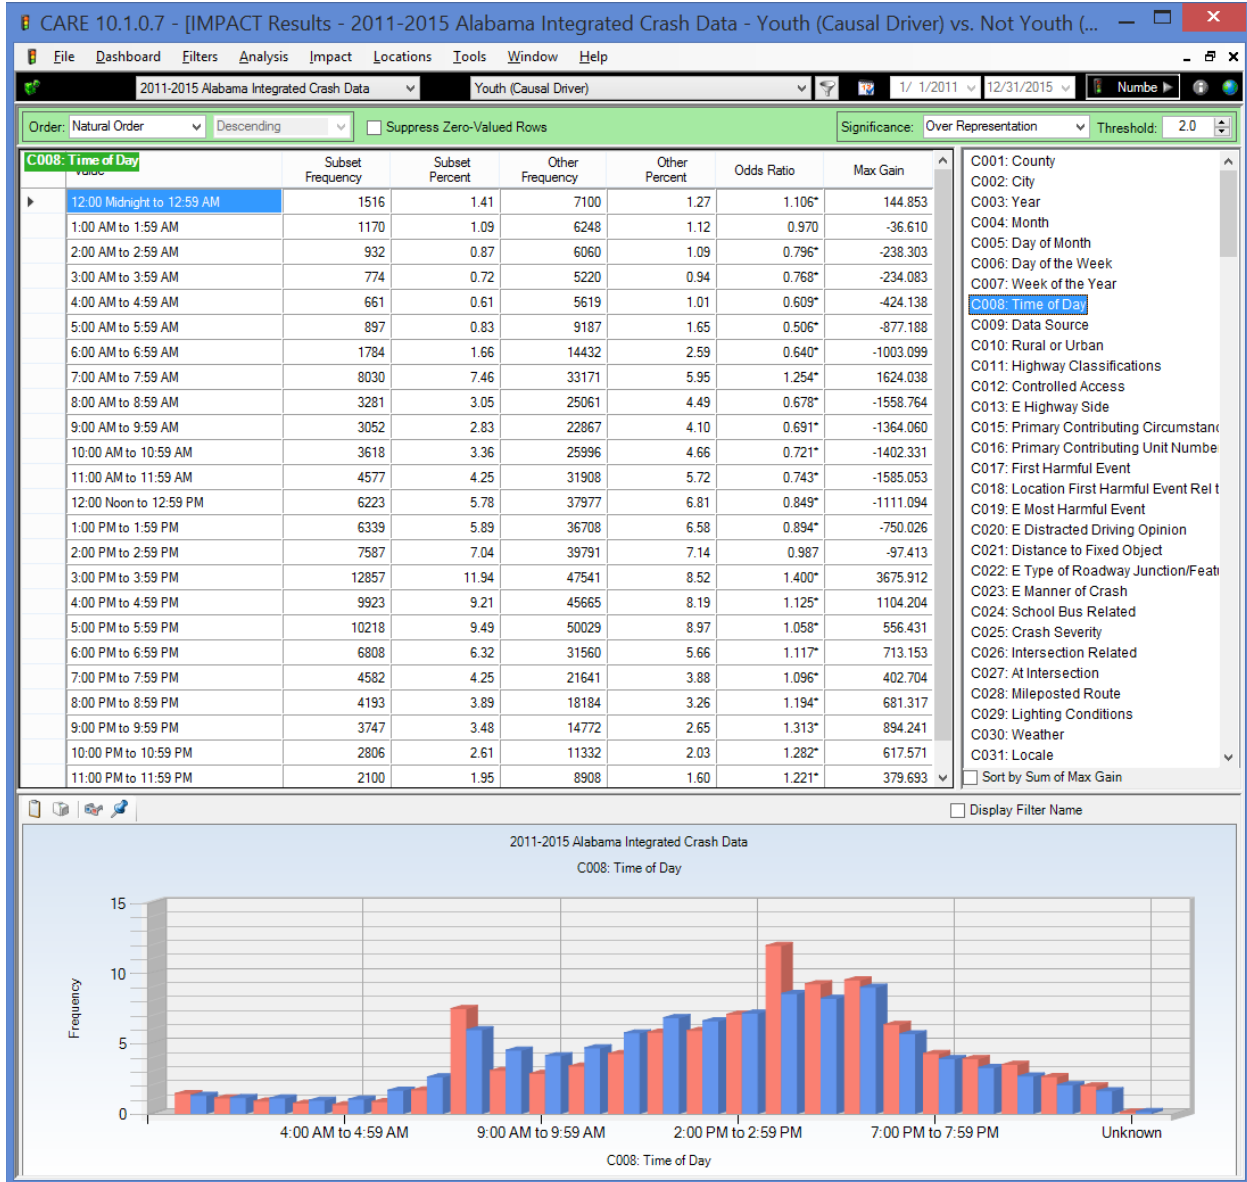 CARE 10.1.0.7 - [IMPACT Results - 2011-2015 Alabama Integrated Crash Data - Youth (Causal Driver) vs. Not Youth (...
File Dashboard Filters Analysis Impact Locations Tools Window Help
2011-2015 Alabama Integrated Crash Data Youth (Causal Driver) 1/ 1/2011 12/31/2015 Numbe
Order: Natural Order Descending Suppress Zero-Valued Rows Significance: Over Representation Threshold: 2.0
C008: Time of Day Subset Frequency Subset Percent Other Frequency Other Percent Odds Ratio Max Gain
12:00 Midnight to 12:59 AM 1516 1.41 7100 1.27 1.106* 144.853
1:00 AM to 1:59 AM 1170 1.09 6248 1.12 0.970 -36.610
2:00 AM to 2:59 AM 932 0.87 6060 1.09 0.796* -238.303
3:00 AM to 3:59 AM 774 0.72 5220 0.94 0.768* -234.083
4:00 AM to 4:59 AM 661 0.61 5619 1.01 0.609* -424.138
5:00 AM to 5:59 AM 897 0.83 9187 1.65 0.506* -877.188
6:00 AM to 6:59 AM 1784 1.66 14432 2.59 0.640* -1003.099
7:00 AM to 7:59 AM 8030 7.46 33171 5.95 1.254* 1624.038
8:00 AM to 8:59 AM 3281 3.05 25061 4.49 0.678* -1558.764
9:00 AM to 9:59 AM 3052 2.83 22867 4.10 0.691* -1364.060
10:00 AM to 10:59 AM 3618 3.36 25996 4.66 0.721* -1402.331
11:00 AM to 11:59 AM 4577 4.25 31908 5.72 0.743* -1585.053
12:00 Noon to 12:59 PM 6223 5.78 37977 6.81 0.849* -1111.094
1:00 PM to 1:59 PM 6339 5.89 36708 6.58 0.894* -750.026
2:00 PM to 2:59 PM 7587 7.04 39791 7.14 0.987 -97.413
3:00 PM to 3:59 PM 12857 11.94 47541 8.52 1.400* 3675.912
4:00 PM to 4:59 PM 9923 9.21 45665 8.19 1.125* 1104.204
5:00 PM to 5:59 PM 10218 9.49 50029 8.97 1.058* 556.431
6:00 PM to 6:59 PM 6808 6.32 31560 5.66 1.117* 713.153
7:00 PM to 7:59 PM 4582 4.25 21641 3.88 1.096* 402.704
8:00 PM to 8:59 PM 4193 3.89 18184 3.26 1.194* 681.317
9:00 PM to 9:59 PM 3747 3.48 14772 2.65 1.313* 894.241
10:00 PM to 10:59 PM 2806 2.61 11332 2.03 1.282* 617.571
11:00 PM to 11:59 PM 2100 1.95 8908 1.60 1.221* 379.693
C001: County
C002: City
C003: Year
C004: Month
C005: Day of Month
C006: Day of the Week
C007: Week of the Year
C008: Time of Day
C009: Data Source
C010: Rural or Urban
C011: Highway Classifications
C012: Controlled Access
C013: E Highway Side
C015: Primary Contributing Circumstanc
C016: Primary Contributing Unit Numbe
C017: First Harmful Event
C018: Location First Harmful Event Rel t
C019: E Most Harmful Event
C020: E Distracted Driving Opinion
C021: Distance to Fixed Object
C022: E Type of Roadway Junction/Featu
C023: E Manner of Crash
C024: School Bus Related
C025: Crash Severity
C026: Intersection Related
C027: At Intersection
C028: Mileposted Route
C029: Lighting Conditions
C030: Weather
C031: Locale
Sort by Sum of Max Gain
Display Filter Name
2011-2015 Alabama Integrated Crash Data
C008: Time of Day
15
10
5
0
Frequency
4:00 AM to 4:59 AM 9:00 AM to 9:59 AM 2:00 PM to 2:59 PM 7:00 PM to 7:59 PM Unknown
C008: Time of Day